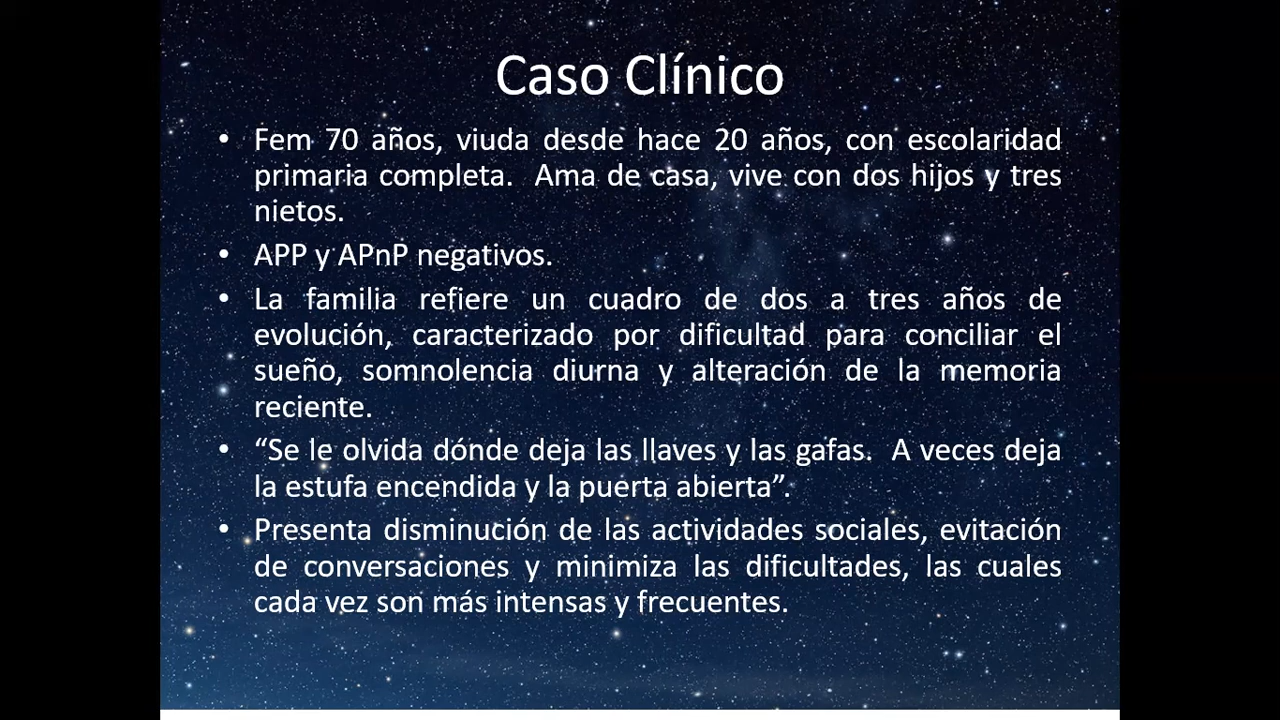 Caso Clínico
• Fem 70 años, viuda desde hace 20 años, con escolaridad
primaria completa.  Ama de casa, vive con dos hijos y tres
nietos.
• APP y APnP negativos.
• La familia refiere un cuadro de dos a tres años de
evolución, caracterizado por dificultad para conciliar el
sueño, somnolencia diurna y alteración de la memoria
reciente.
• “Se le olvida dónde deja las llaves y las gafas.  A veces deja
la estufa encendida y la puerta abierta”.
• Presenta disminución de las actividades sociales, evitación
de conversaciones y minimiza las dificultades, las cuales
cada vez son más intensas y frecuentes.